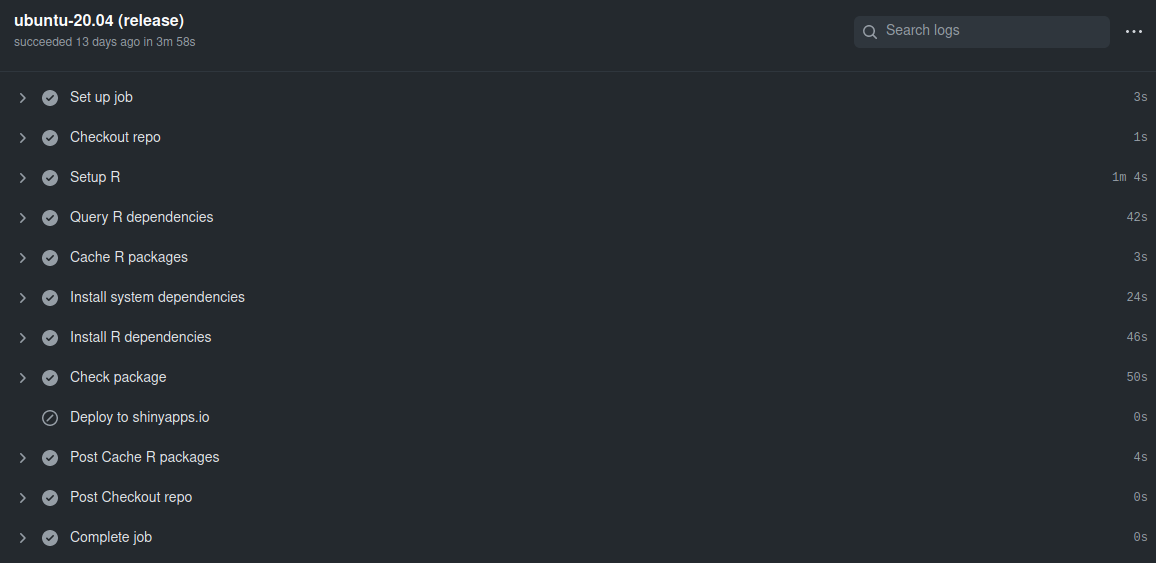 ubuntu-20.04 (release)
succeeded 13 days ago in 3m 58s
Search logs
Set up job 3s
Checkout repo 1s
Setup R 1m 4s
Query R dependencies 42s
Cache R packages 3s
Install system dependencies 24s
Install R dependencies 46s
Check package 50s
Deploy to shinyapps.io 0s
Post Cache R packages 4s
Post Checkout repo 0s
Complete job 0s